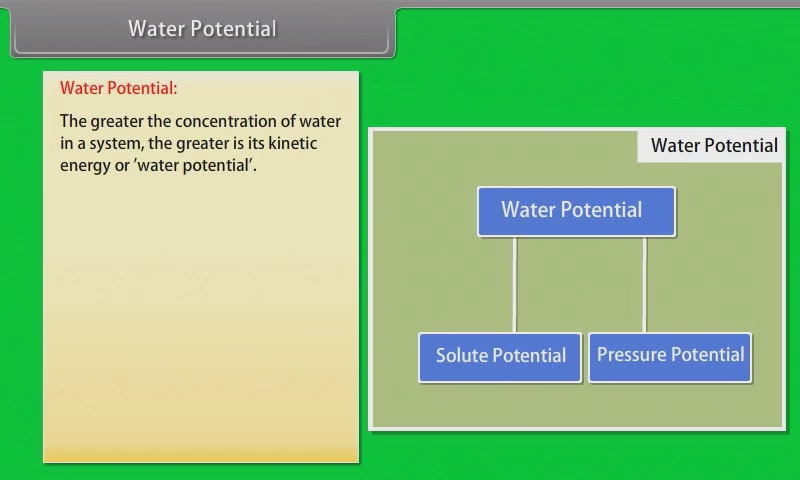 Water Potential
Water Potential:
The greater the concentration of water
in a system, the greater is its kinetic
energy or ‘water potential’.
Water Potential
Water Potential
Solute Potential
Pressure Potential